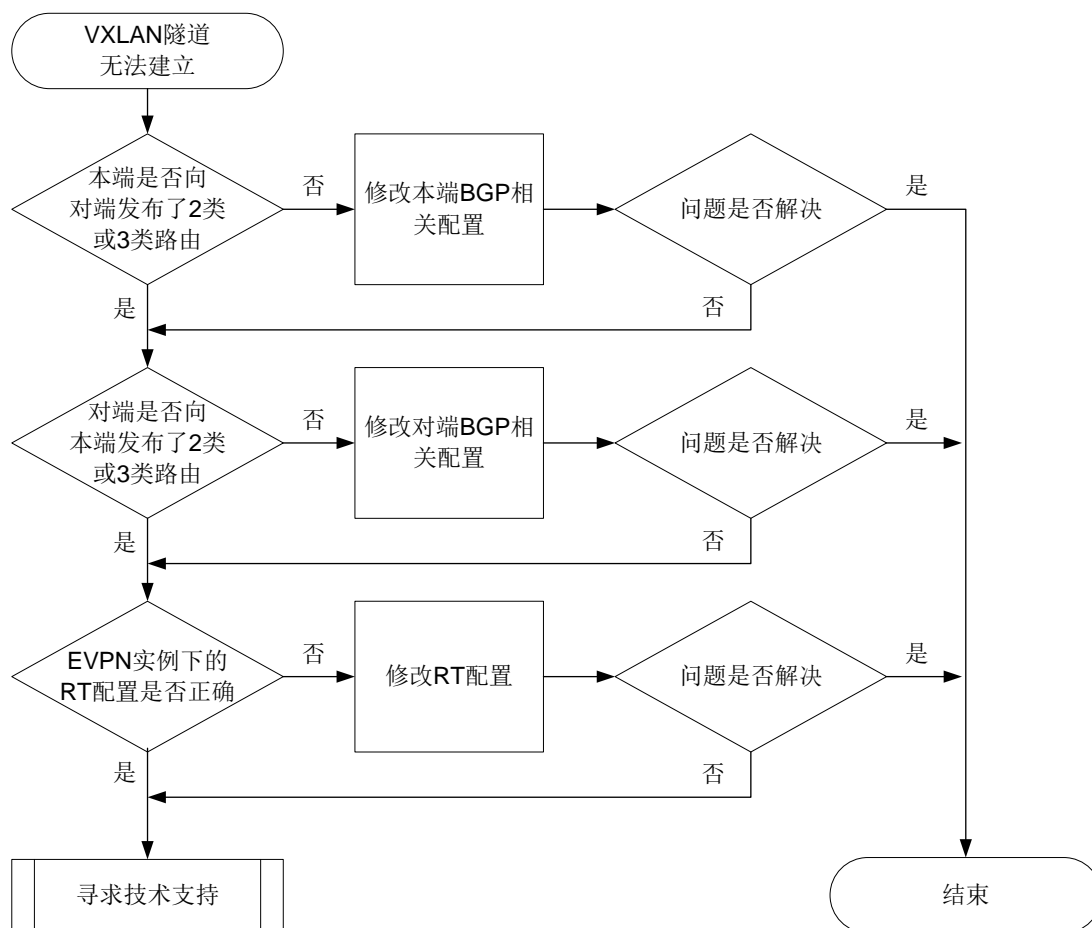 VXLAN隧道
无法建立
本端是否向
对端发布了2类
或3类路由
否
修改本端BGP相
关配置
问题是否解决
是
是
否
对端是否向
本端发布了2类
或3类路由
否
修改对端BGP相
关配置
问题是否解决
是
是
否
EVPN实例下的
RT配置是否正确
否
修改RT配置
问题是否解决
是
是
否
寻求技术支持
结束